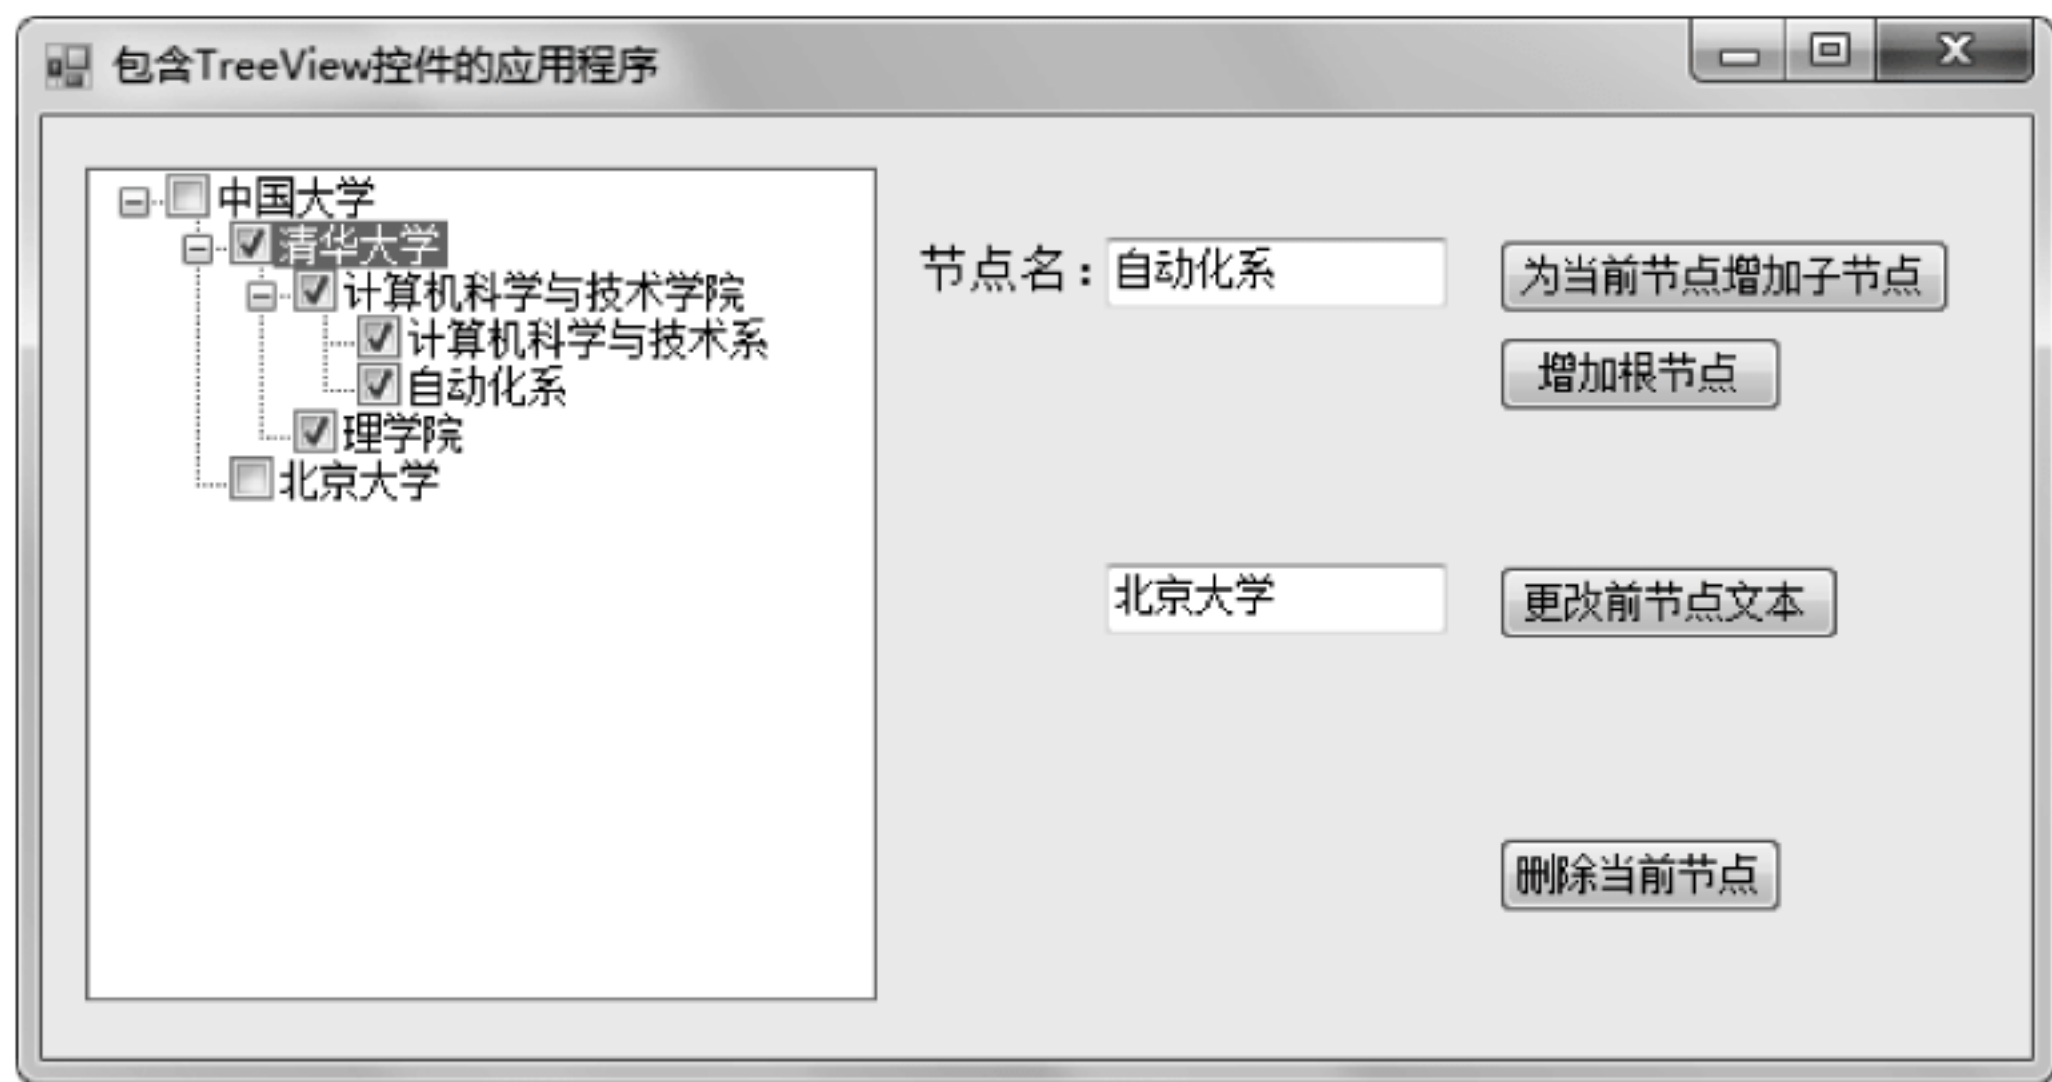 包含TreeView控件的应用程序
中国大学
清华大学
计算机科学与技术学院
计算机科学与技术系
自动化系
理学院
北京大学
节点名：
自动化系
为当前节点增加子节点
增加根节点
北京大学
更改前节点文本
删除当前节点